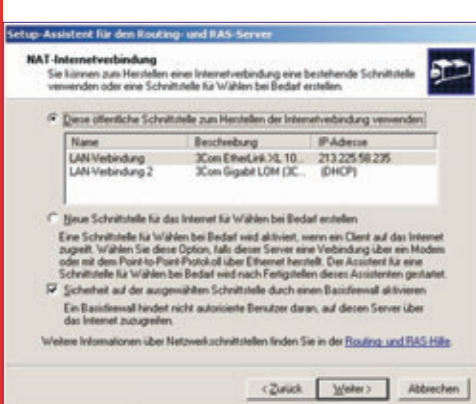 Setup-Assistent für den Routing- und RAS-Server
NAT-Internetverbindung
Sie können zum Herstellen einer Internetverbindung eine bestehende Schnittstelle
verwenden oder eine Schnittstelle für Wählen bei Bedarf erstellen.
Diese öffentliche Schnittstelle zum Herstellen der Internetverbindung verwenden:
Name Beschreibung IP-Adresse
LAN-Verbindung 3Com EtherLink XL 10... 213.225.58.235
LAN-Verbindung 2 3Com Gigabit LOM (3C... (DHCP)
Neue Schnittstelle für das Internet für Wählen bei Bedarf erstellen
Eine Schnittstelle für Wählen bei Bedarf wird aktiviert, wenn ein Client auf das Internet
zugreift. Wählen Sie diese Option, falls dieser Server eine Verbindung über ein Modem
oder mit dem Point-to-Point-Protokoll über Ethernet herstellt. Der Assistent für eine
Schnittstelle für Wählen bei Bedarf wird nach Fertigstellen dieses Assistenten gestartet.
Sicherheit auf der ausgewählten Schnittstelle durch einen Basisfirewall aktivieren
Ein Basisfirewall hindert nicht autorisierte Benutzer daran, auf diesen Server über
das Internet zuzugreifen.
Weitere Informationen über Netzwerkschnittstellen finden Sie in der Routing- und RAS-Hilfe.
< Zurück Weiter > Abbrechen